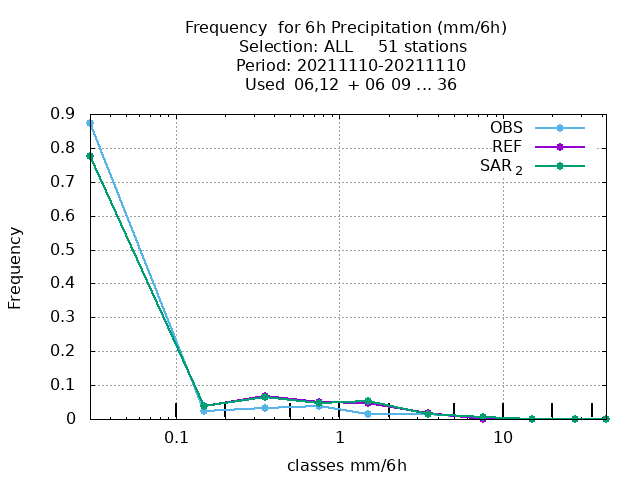 Frequency  for 6h Precipitation (mm/6h)
Selection: ALL     51 stations
Period: 20211110-20211110
Used  06,12  + 06 09 ... 36
OBS
REF
SAR 2
0.9
0.8
0.7
0.6
0.5
0.4
0.3
0.2
0.1
0
Frequency
0.1
1
10
classes mm/6h